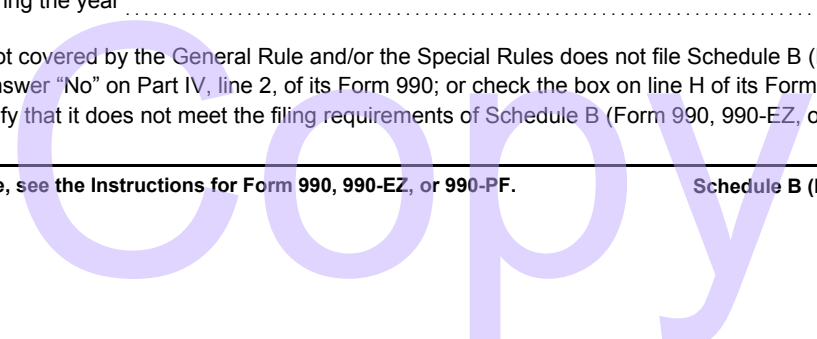 ing the year
ot covered by the General Rule and/or the Special Rules does not file Schedule B (
nswer “No” on Part IV, line 2, of its Form 990; or check the box on line H of its Form
fy that it does not meet the filing requirements of Schedule B (Form 990, 990-EZ, o
e, see the Instructions for Form 990, 990-EZ, or 990-PF. Schedule B (
Copy